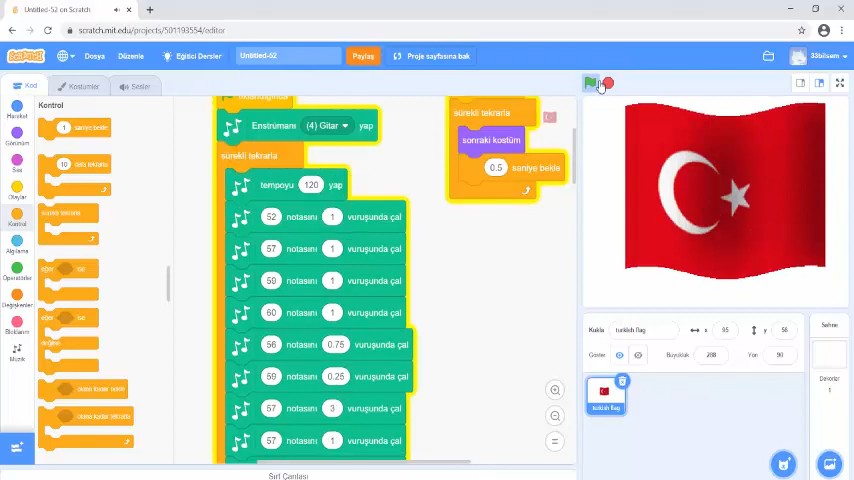 Untitled-52 on Scratch
scratch.mit.edu/projects/501193554/editor
SCRATCH
Dosya
Düzenle
Eğitici Dersler
Untitled-52
Paylaş
Proje sayfasına bak
33bilsam
Kod
Kostümler
Sesler
Kontrol
Hareket
Görünüm
Ses
Olaylar
Kontrol
Algılama
Operatörler
Değişkenler
Bloklarım
Müzik
1 saniye bekle
10 defa tekrarla
sürekli tekrarla
eğer ise
eğer ise
değilse
olana kadar bekle
olana kadar tekrarla
tıklandığında
Enstrümanı (4) Gitar yap
sürekli tekrarla
tempoyu 120 yap
52 notasını 1 vuruşunda çal
57 notasını 1 vuruşunda çal
59 notasını 1 vuruşunda çal
60 notasını 1 vuruşunda çal
56 notasını 0.75 vuruşunda çal
59 notasını 0.25 vuruşunda çal
57 notasını 3 vuruşunda çal
57 notasını 1 vuruşunda çal
sürekli tekrarla
sonraki kostüm
0.5 saniye bekle
Kukla
turkish flag
x 95
y 58
Göster
Büyüklük 288
Yön 90
turkish flag
Sahne
Dekorlar
1
Sırt Çantası